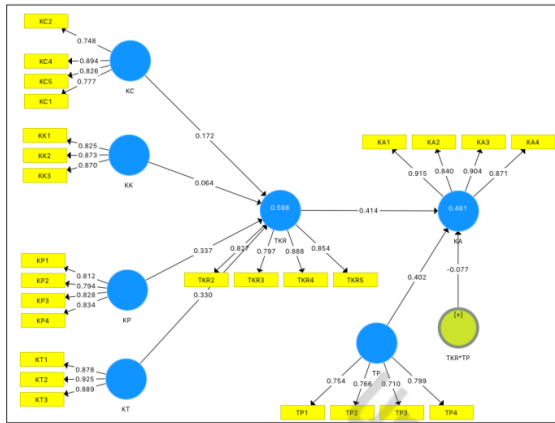 KC2
0.748
KC4
0.894
KC5
0.826
KC1
0.777
KC
0.172
KK1
0.825
KK2
0.873
KK3
0.870
KK
0.064
KA1
KA2
KA3
KA4
0.915
0.840
0.904
0.871
0.596
TKR
0.414
0.461
KA
0.337
0.827
0.797
0.888
0.854
TKR2
TKR3
TKR4
TKR5
KP1
0.812
KP2
0.794
KP3
0.828
KP4
0.834
KP
0.330
0.402
-0.077
[+]
TKR*TP
KT1
0.878
KT2
0.925
KT3
0.889
KT
TP
0.754
0.766
0.710
0.799
TP1
TP2
TP3
TP4